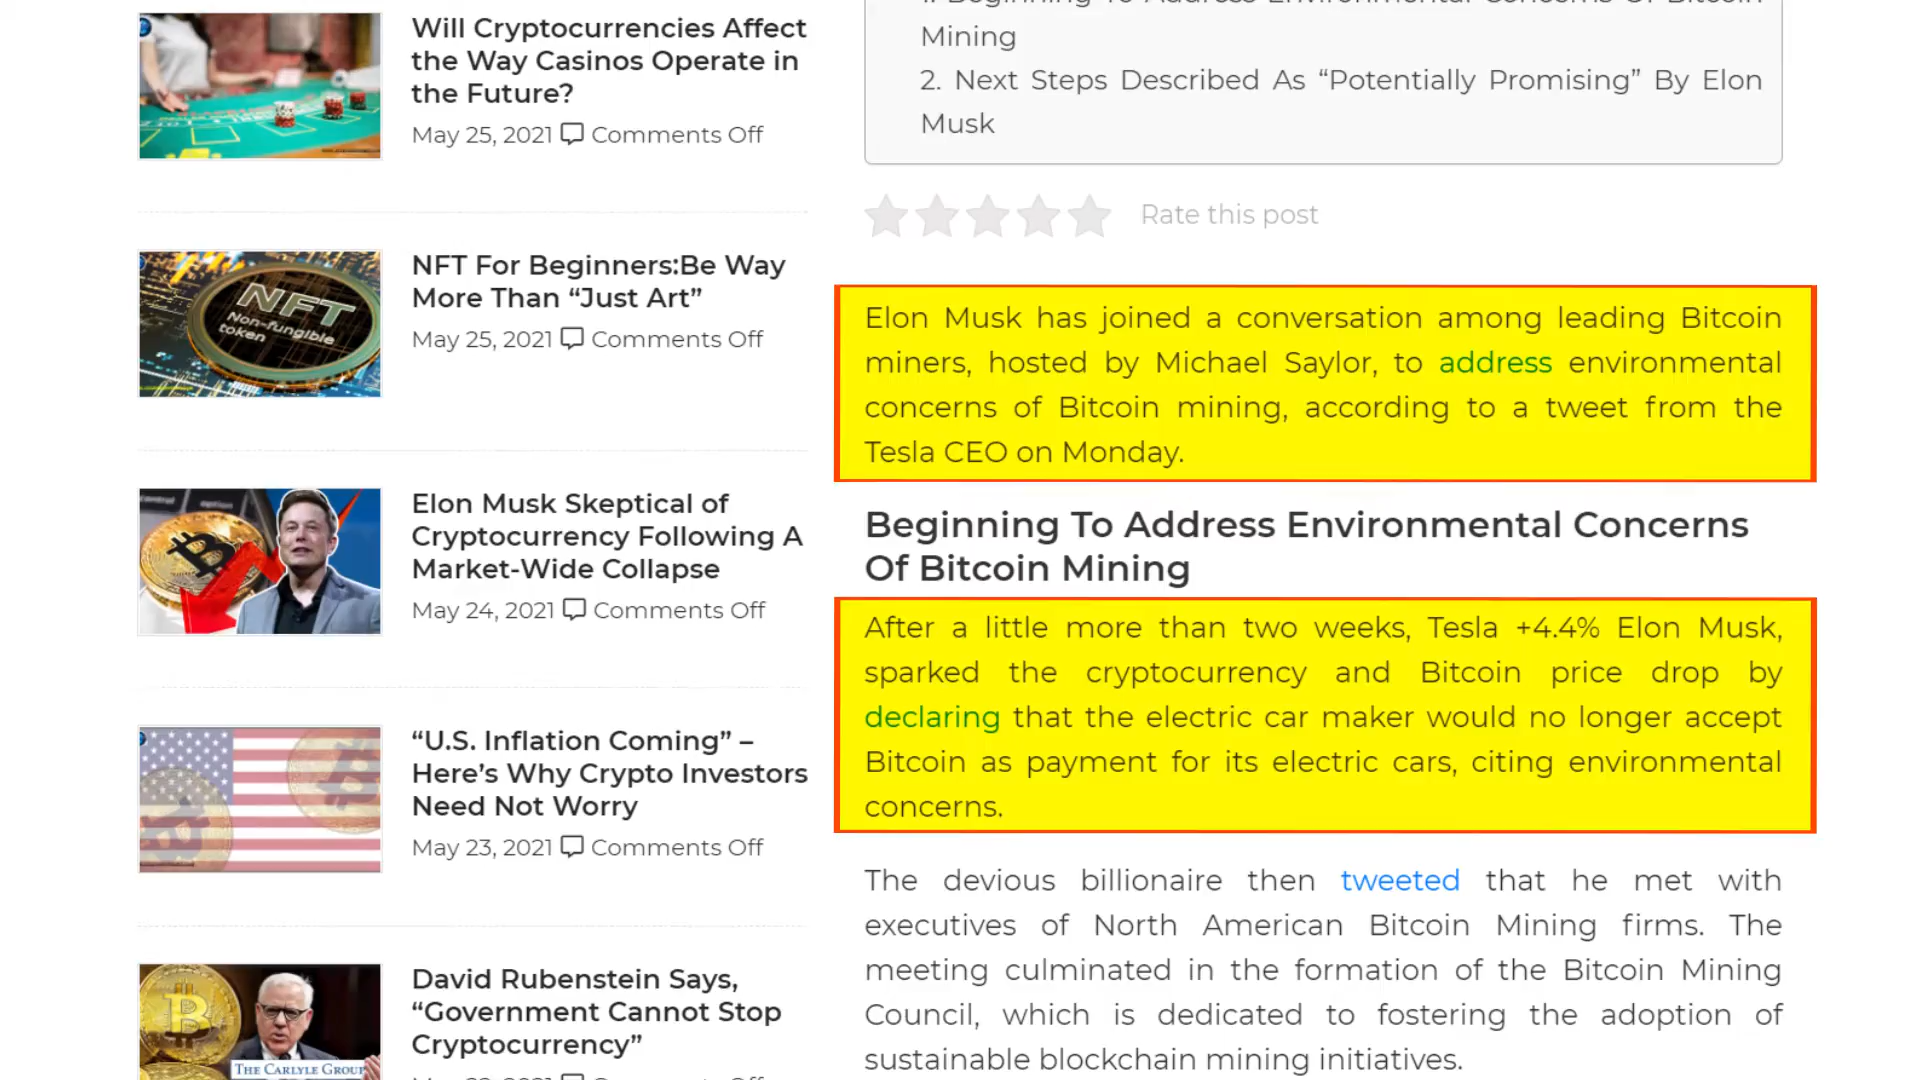 Will Cryptocurrencies Affect
the Way Casinos Operate in
the Future?
May 25, 2021 Comments Off
NFT
Non-fungible
token
NFT For Beginners:Be Way
More Than “Just Art”
May 25, 2021 Comments Off
Elon Musk Skeptical of
Cryptocurrency Following A
Market-Wide Collapse
May 24, 2021 Comments Off
“U.S. Inflation Coming” –
Here’s Why Crypto Investors
Need Not Worry
May 23, 2021 Comments Off
THE CARLYLE GROUP
David Rubenstein Says,
“Government Cannot Stop
Cryptocurrency”
1. Beginning To Address Environmental Concerns Of Bitcoin
Mining
2. Next Steps Described As “Potentially Promising” By Elon
Musk
Rate this post
Elon Musk has joined a conversation among leading Bitcoin
miners, hosted by Michael Saylor, to address environmental
concerns of Bitcoin mining, according to a tweet from the
Tesla CEO on Monday.
Beginning To Address Environmental Concerns
Of Bitcoin Mining
After a little more than two weeks, Tesla +4.4% Elon Musk,
sparked the cryptocurrency and Bitcoin price drop by
declaring that the electric car maker would no longer accept
Bitcoin as payment for its electric cars, citing environmental
concerns.
The devious billionaire then tweeted that he met with
executives of North American Bitcoin Mining firms. The
meeting culminated in the formation of the Bitcoin Mining
Council, which is dedicated to fostering the adoption of
sustainable blockchain mining initiatives.